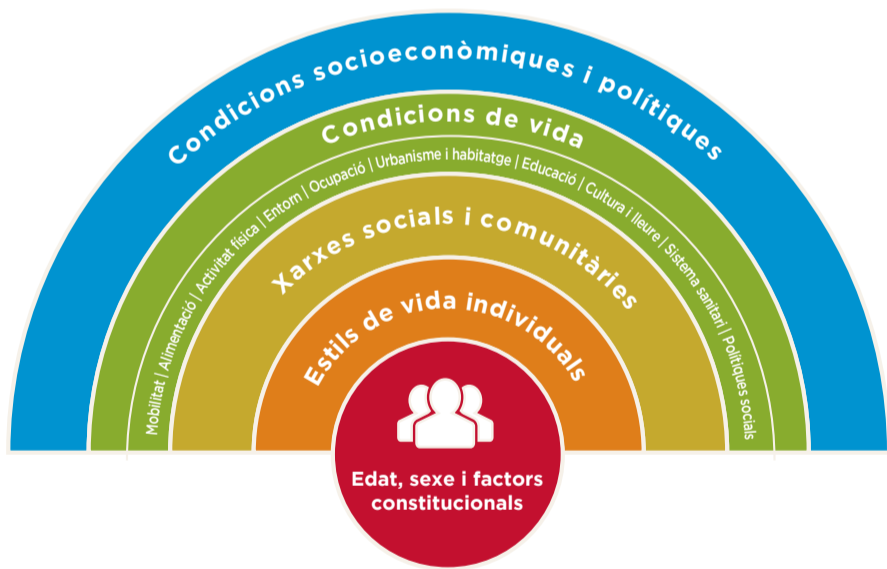 Condicions socioeconòmiques i polítiques
Condicions de vida
Mobilitat | Alimentació | Activitat física | Entorn | Ocupació | Urbanisme i habitatge | Educació | Cultura i lleure | Sistema sanitari | Polítiques socials
Xarxes socials i comunitàries
Estils de vida individuals
Edat, sexe i factors
constitucionals